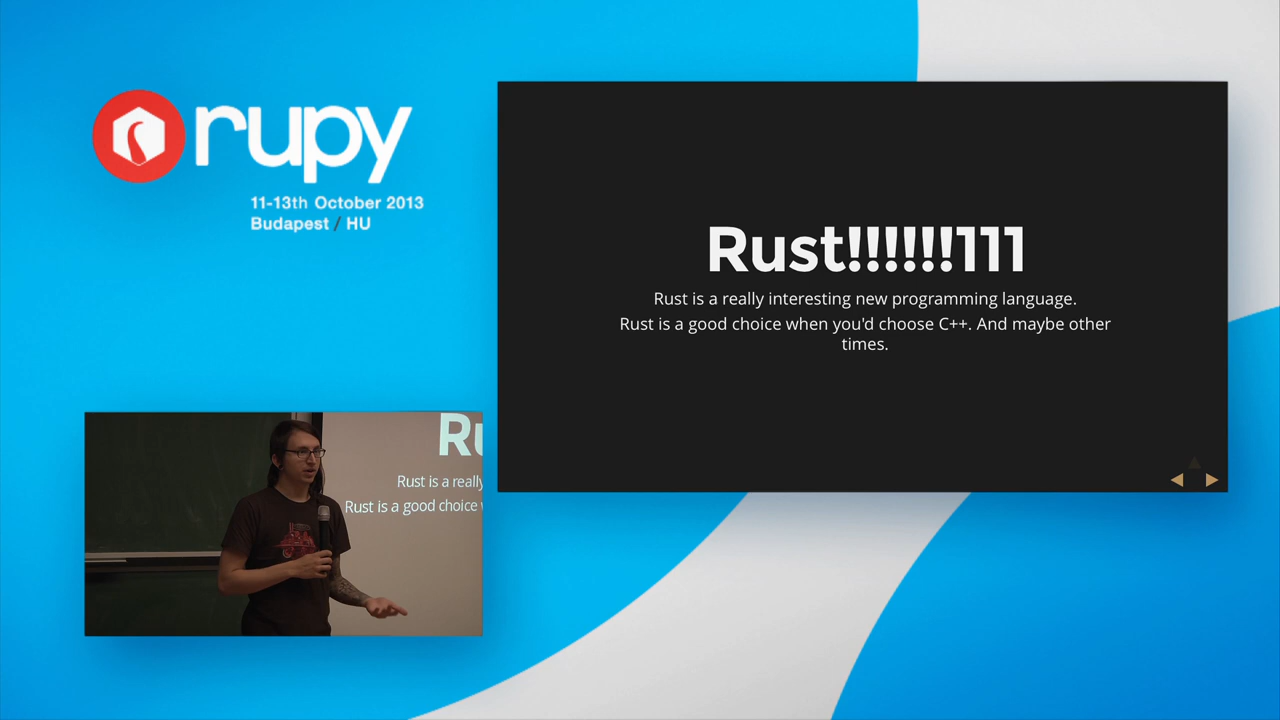 rupy
11-13th October 2013
Budapest / HU
Rust!!!!!!111
Rust is a really interesting new programming language.
Rust is a good choice when you'd choose C++. And maybe other
times.
Ru
Rust is a really
Rust is a good choice